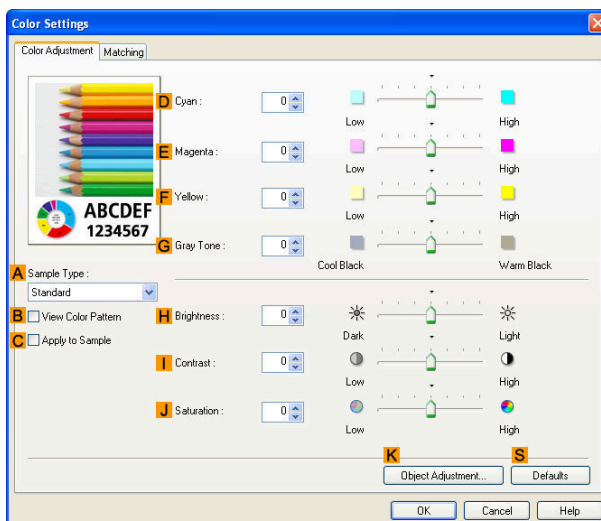 Color Settings
Color Adjustment Matching
D Cyan : 0
Low High
E Magenta : 0
Low High
F Yellow : 0
Low High
ABCDEF
1234567
G Gray Tone : 0
Cool Black Warm Black
A Sample Type :
Standard
B View Color Pattern
C Apply to Sample
H Brightness : 0
Dark Light
I Contrast : 0
Low High
J Saturation : 0
Low High
K S
Object Adjustment... Defaults
OK Cancel Help